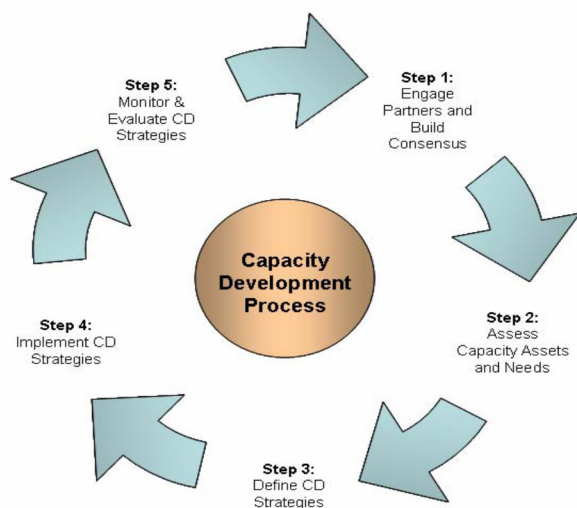 Step 1:
Engage
Partners and
Build
Consensus
Step 2:
Assess
Capacity Assets
and Needs
Step 3:
Define CD
Strategies
Step 4:
Implement CD
Strategies
Step 5:
Monitor &
Evaluate CD
Strategies
Capacity
Development
Process